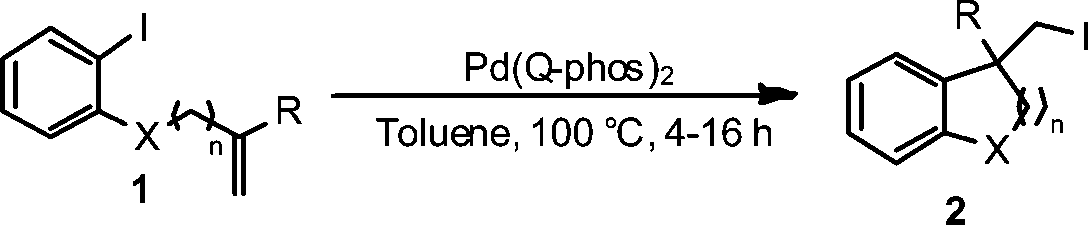 I
X
n
R
1
Pd(Q-phos)₂
Toluene, 100 °C, 4-16 h
R
I
n
X
2